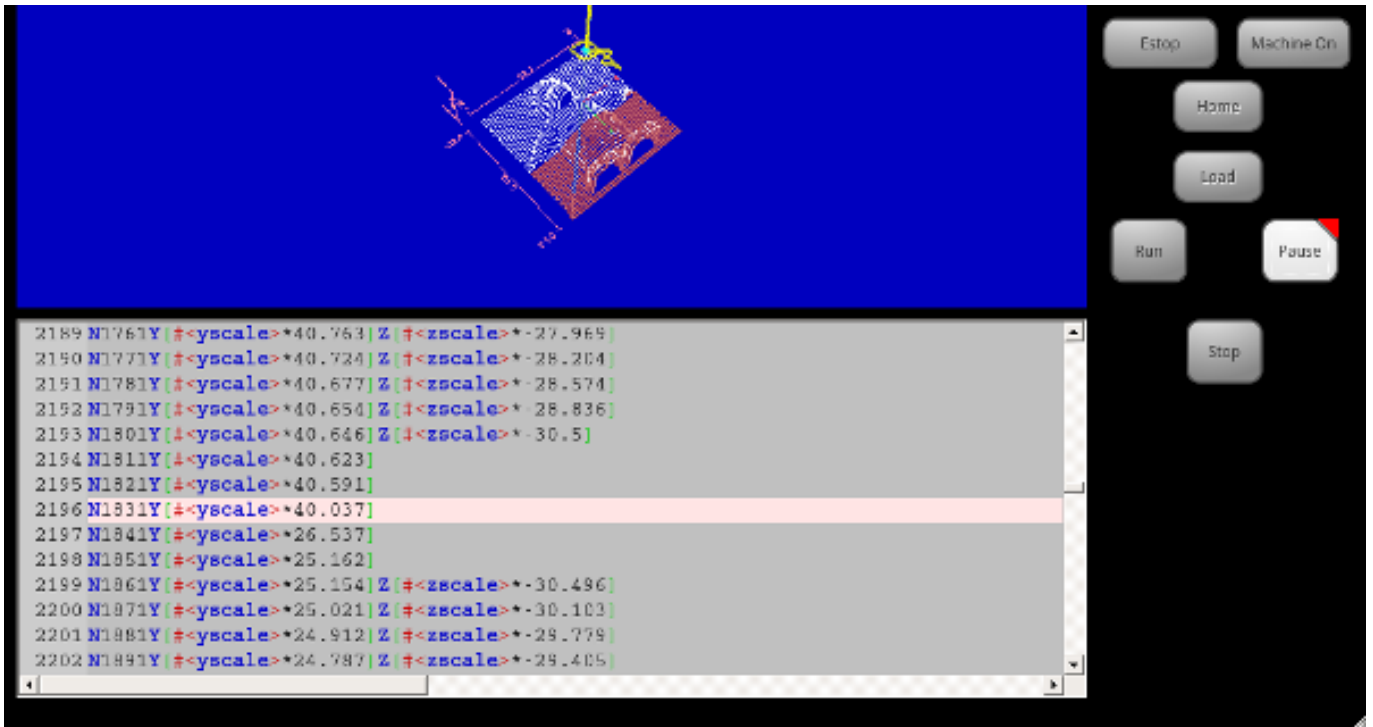 Estop
Machine On
Home
Load
Run
Pause
Stop
2189 N1761Y[#<yscale>*40.763]Z[#<zscale>*-27.969]
2190 N1771Y[#<yscale>*40.724]Z[#<zscale>*-28.204]
2191 N1781Y[#<yscale>*40.677]Z[#<zscale>*-28.574]
2192 N1791Y[#<yscale>*40.654]Z[#<zscale>*-28.836]
2193 N1801Y[#<yscale>*40.646]Z[#<zscale>*-30.5]
2194 N1811Y[#<yscale>*40.623]
2195 N1821Y[#<yscale>*40.591]
2196 N1831Y[#<yscale>*40.037]
2197 N1841Y[#<yscale>*26.537]
2198 N1851Y[#<yscale>*25.162]
2199 N1861Y[#<yscale>*25.154]Z[#<zscale>*-30.496]
2200 N1871Y[#<yscale>*25.021]Z[#<zscale>*-30.103]
2201 N1881Y[#<yscale>*24.912]Z[#<zscale>*-29.779]
2202 N1891Y[#<yscale>*24.787]Z[#<zscale>*-29.405]